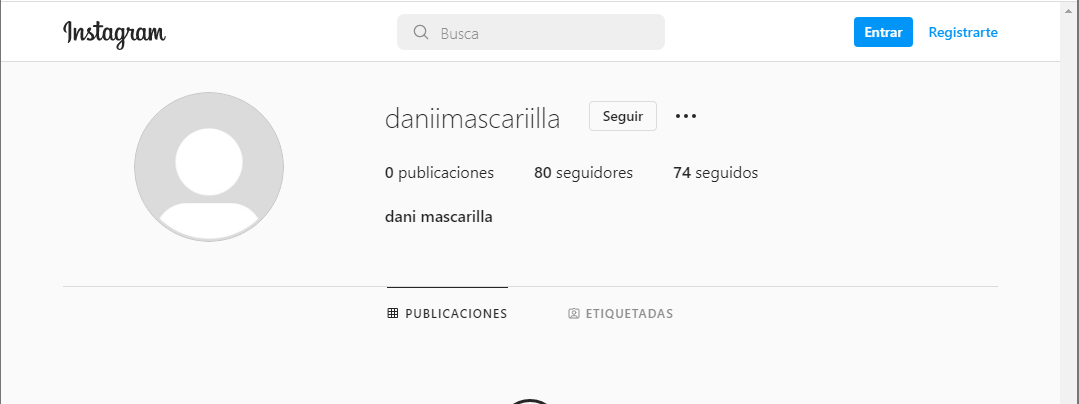 Instagram
Busca
Entrar
Registrarte
daniimascariilla
Seguir
0 publicaciones
80 seguidores
74 seguidos
dani mascarilla
PUBLICACIONES
ETIQUETADAS